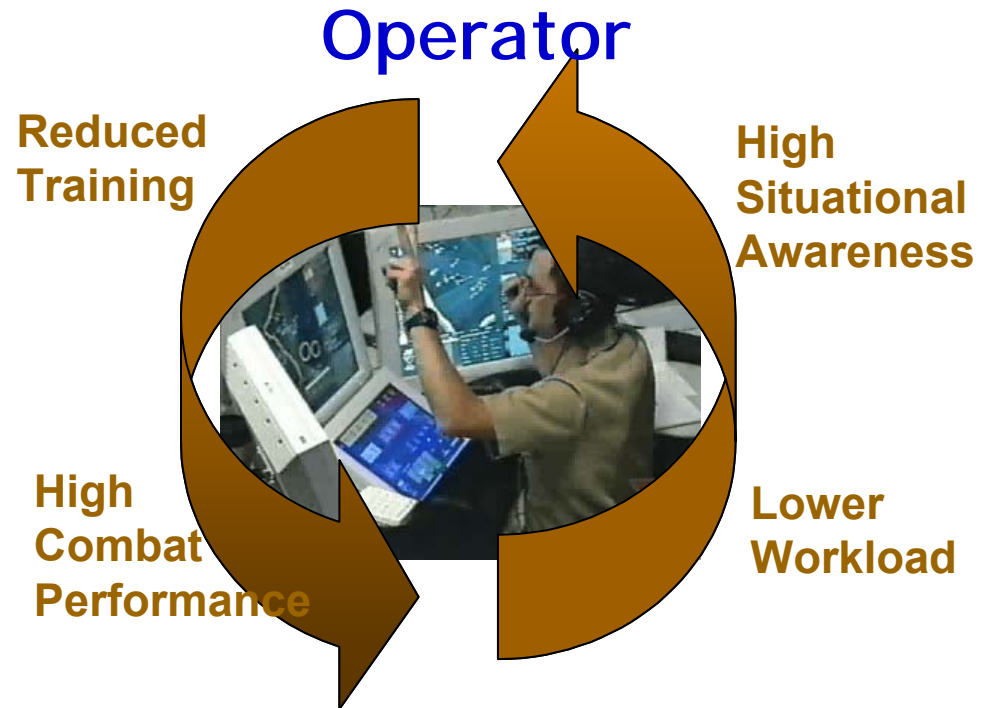 Operator
Reduced
Training
High
Situational
Awareness
High
Combat
Performance
Lower
Workload